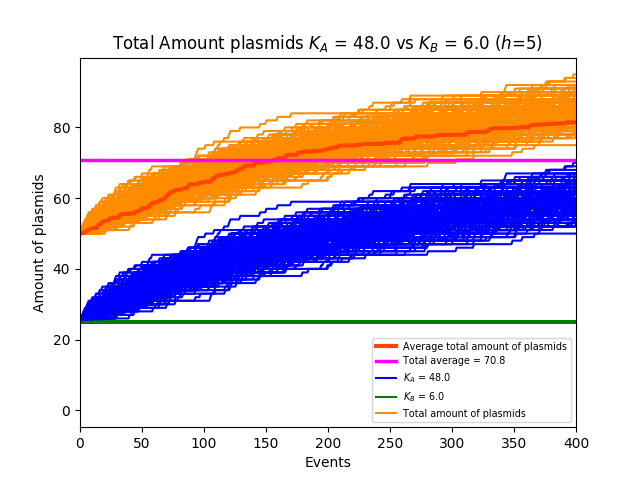 Total Amount plasmids K_A = 48.0 vs K_B = 6.0 (h=5)
Amount of plasmids
80
60
40
20
0
0 50 100 150 200 250 300 350 400
Events
Average total amount of plasmids
Total average = 70.8
K_A = 48.0
K_B = 6.0
Total amount of plasmids